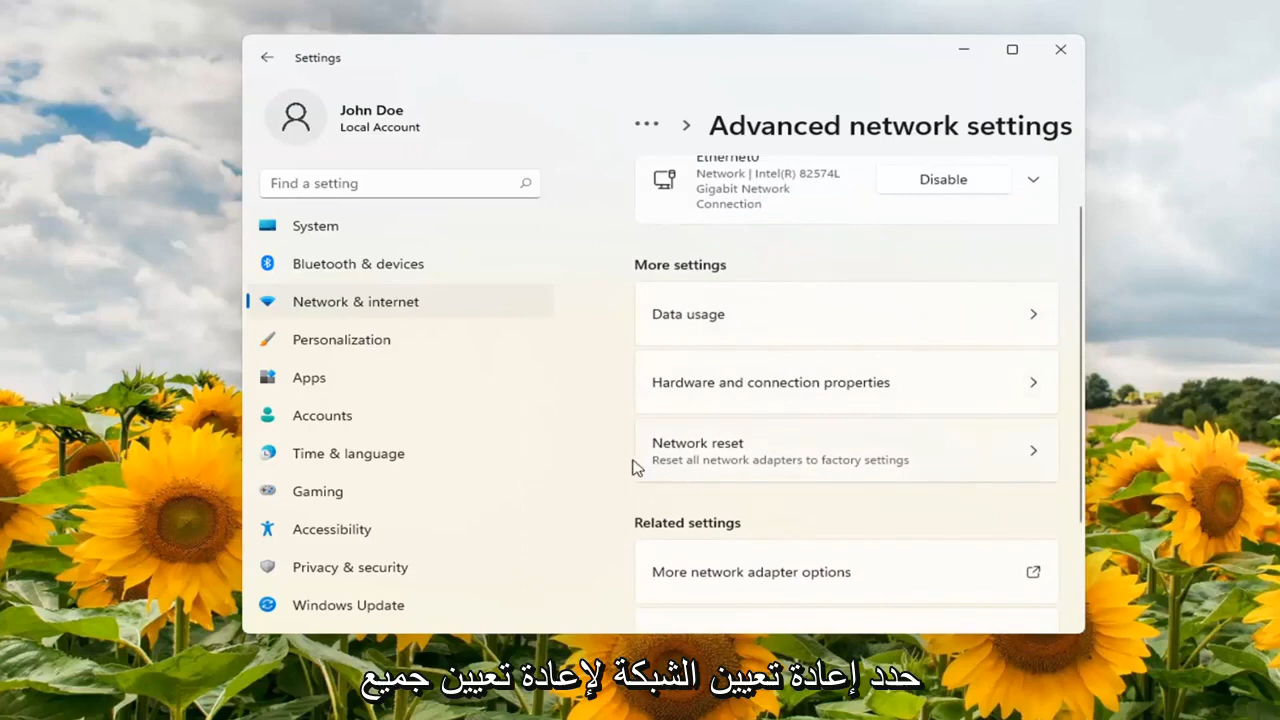 Settings
John Doe
Local Account
Find a setting
System
Bluetooth & devices
Network & internet
Personalization
Apps
Accounts
Time & language
Gaming
Accessibility
Privacy & security
Windows Update
Advanced network settings
Ethernet0
Network | Intel(R) 82574L
Gigabit Network
Connection
Disable
More settings
Data usage
Hardware and connection properties
Network reset
Reset all network adapters to factory settings
Related settings
More network adapter options
حدد إعادة تعيين الشبكة لإعادة تعيين جميع